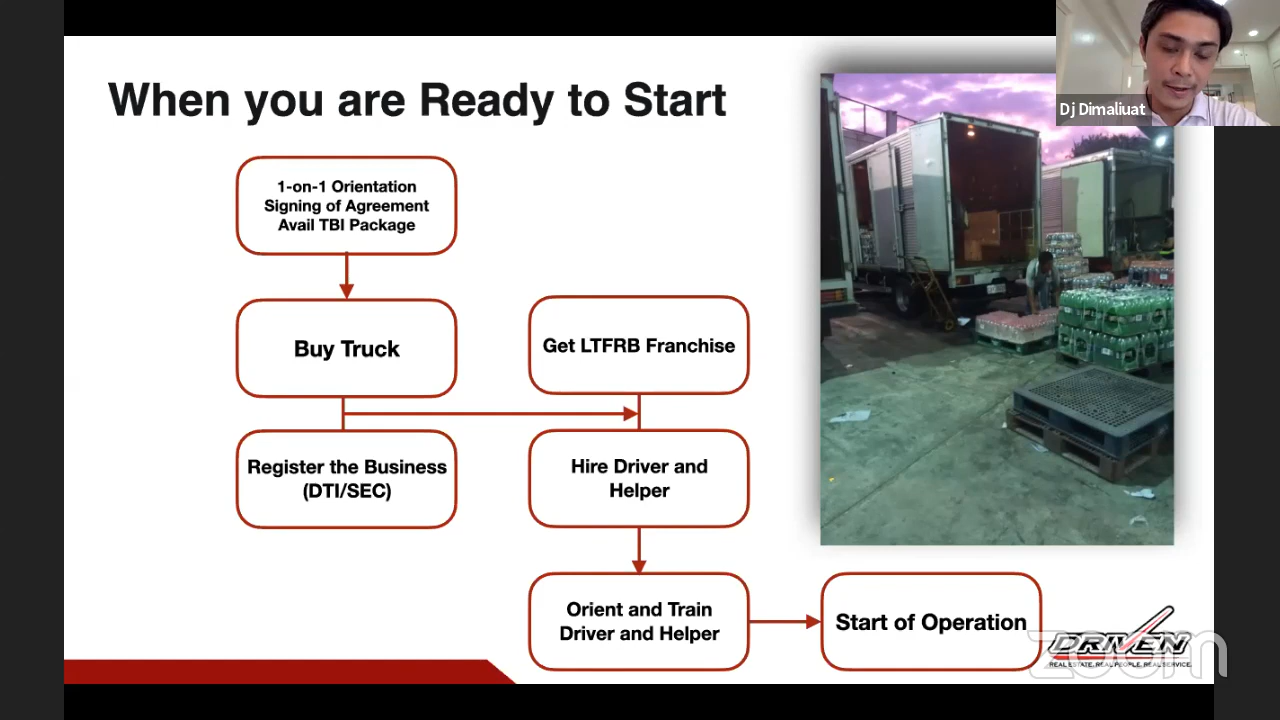 When you are Ready to Start
Dj Dimaliuat
1-on-1 Orientation
Signing of Agreement
Avail TBI Package
Buy Truck
Get LTFRB Franchise
Register the Business
(DTI/SEC)
Hire Driver and
Helper
Orient and Train
Driver and Helper
Start of Operation
DRIVEN
REAL ESTATE. REAL PEOPLE. REAL SERVICE.
zoom